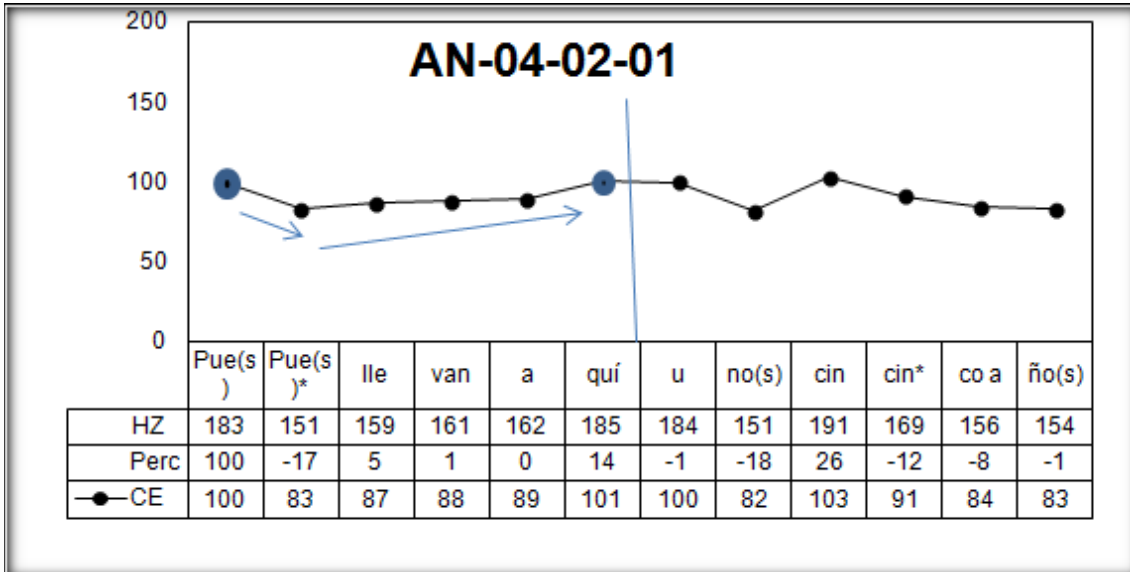 200
AN-04-02-01
150
100
50
0
Pue(s
) Pue(s
)* lle van a quí u no(s) cin cin* co a ño(s)
HZ 183 151 159 161 162 185 184 151 191 169 156 154
Perc 100 -17 5 1 0 14 -1 -18 26 -12 -8 -1
CE 100 83 87 88 89 101 100 82 103 91 84 83